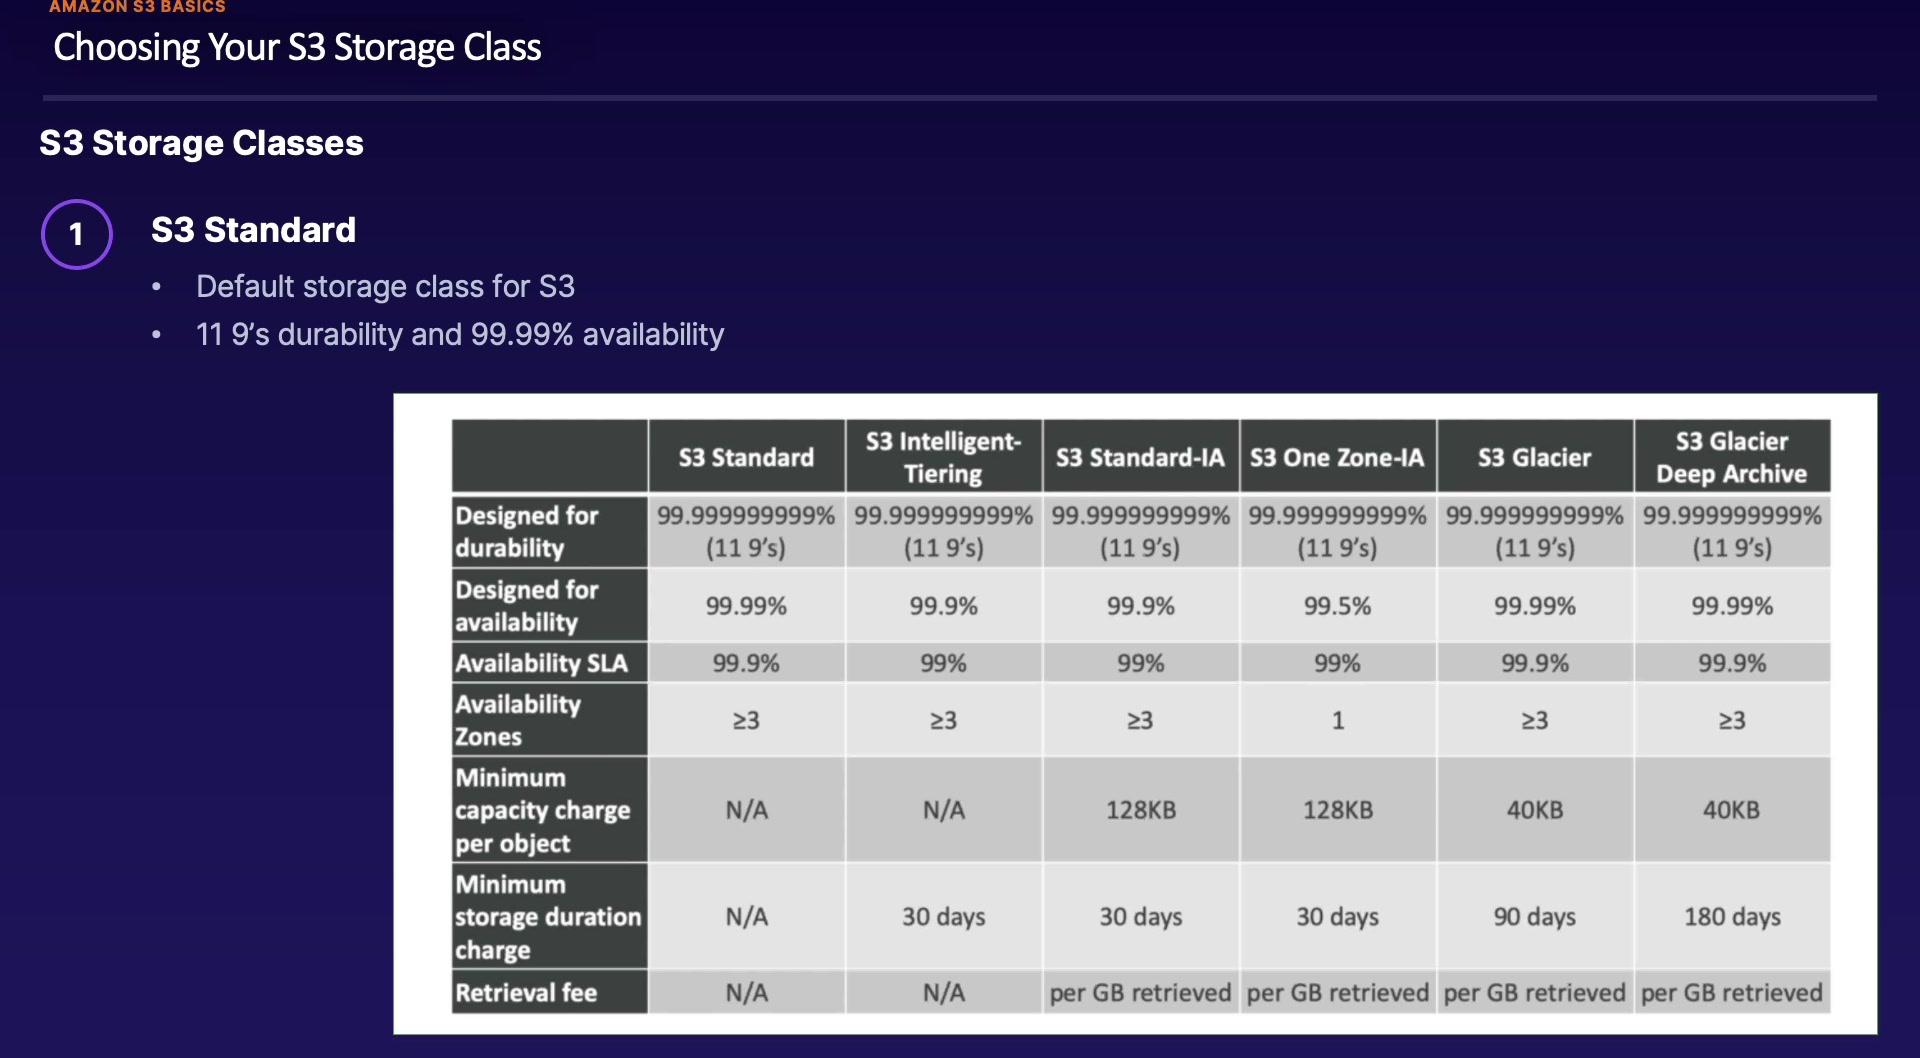 AMAZON S3 BASICS
Choosing Your S3 Storage Class
S3 Storage Classes
1
S3 Standard
• Default storage class for S3
• 11 9’s durability and 99.99% availability
S3 Standard S3 Intelligent-Tiering S3 Standard-IA S3 One Zone-IA S3 Glacier S3 Glacier Deep Archive
Designed for durability 99.999999999% (11 9’s) 99.999999999% (11 9’s) 99.999999999% (11 9’s) 99.999999999% (11 9’s) 99.999999999% (11 9’s) 99.999999999% (11 9’s)
Designed for availability 99.99% 99.9% 99.9% 99.5% 99.99% 99.99%
Availability SLA 99.9% 99% 99% 99% 99.9% 99.9%
Availability Zones ≥3 ≥3 ≥3 1 ≥3 ≥3
Minimum capacity charge per object N/A N/A 128KB 128KB 40KB 40KB
Minimum storage duration charge N/A 30 days 30 days 30 days 90 days 180 days
Retrieval fee N/A N/A per GB retrieved per GB retrieved per GB retrieved per GB retrieved